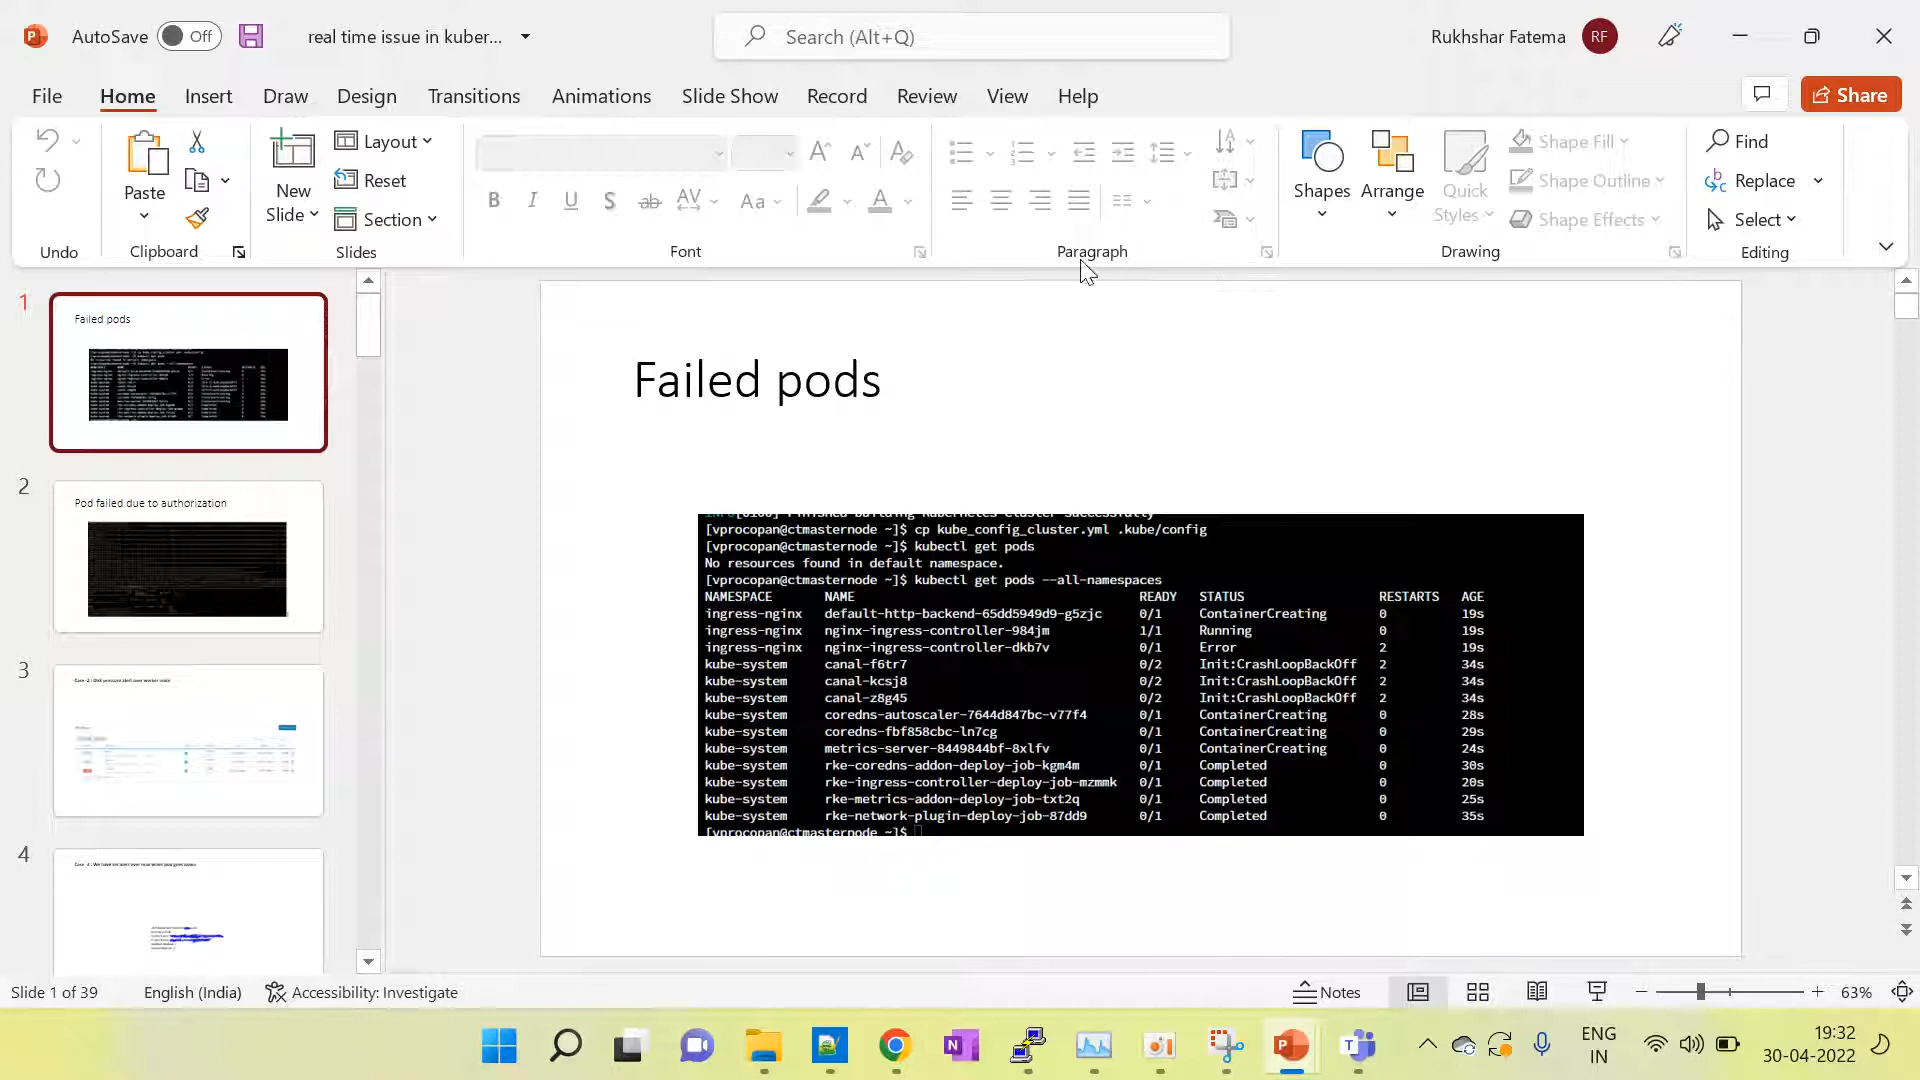 AutoSave Off real time issue in kuber... Search (Alt+Q) Rukhshar Fatema RF
File Home Insert Draw Design Transitions Animations Slide Show Record Review View Help Share
Paste
New
Slide
Layout
Reset
Section
B I U S ab AV Aa A
Shapes Arrange Quick
Styles
Shape Fill
Shape Outline
Shape Effects
Find
Replace
Select
Undo Clipboard Slides Font Paragraph Drawing Editing
1
Failed pods
2
Pod failed due to authorization
3
4
Failed pods
[vprocopan@ctmasternode ~]$ cp kube_config_cluster.yml .kube/config
[vprocopan@ctmasternode ~]$ kubectl get pods
No resources found in default namespace.
[vprocopan@ctmasternode ~]$ kubectl get pods --all-namespaces
NAMESPACE NAME READY STATUS RESTARTS AGE
ingress-nginx default-http-backend-65dd5949d9-g5zjc 0/1 ContainerCreating 0 19s
ingress-nginx nginx-ingress-controller-984jm 1/1 Running 0 19s
ingress-nginx nginx-ingress-controller-dkb7v 0/1 Error 2 19s
kube-system canal-f6tr7 0/2 Init:CrashLoopBackOff 2 34s
kube-system canal-kcsj8 0/2 Init:CrashLoopBackOff 2 34s
kube-system canal-z8g45 0/2 Init:CrashLoopBackOff 2 34s
kube-system coredns-autoscaler-7644d847bc-v77f4 0/1 ContainerCreating 0 28s
kube-system coredns-fbf858cbc-ln7cg 0/1 ContainerCreating 0 29s
kube-system metrics-server-8449844bf-8xlfv 0/1 ContainerCreating 0 24s
kube-system rke-coredns-addon-deploy-job-kgm4m 0/1 Completed 0 30s
kube-system rke-ingress-controller-deploy-job-mzmmk 0/1 Completed 0 20s
kube-system rke-metrics-addon-deploy-job-txt2q 0/1 Completed 0 25s
kube-system rke-network-plugin-deploy-job-87dd9 0/1 Completed 0 35s
[vprocopan@ctmasternode ~]$
Slide 1 of 39 English (India) Accessibility: Investigate Notes 63%
ENG
IN
19:32
30-04-2022